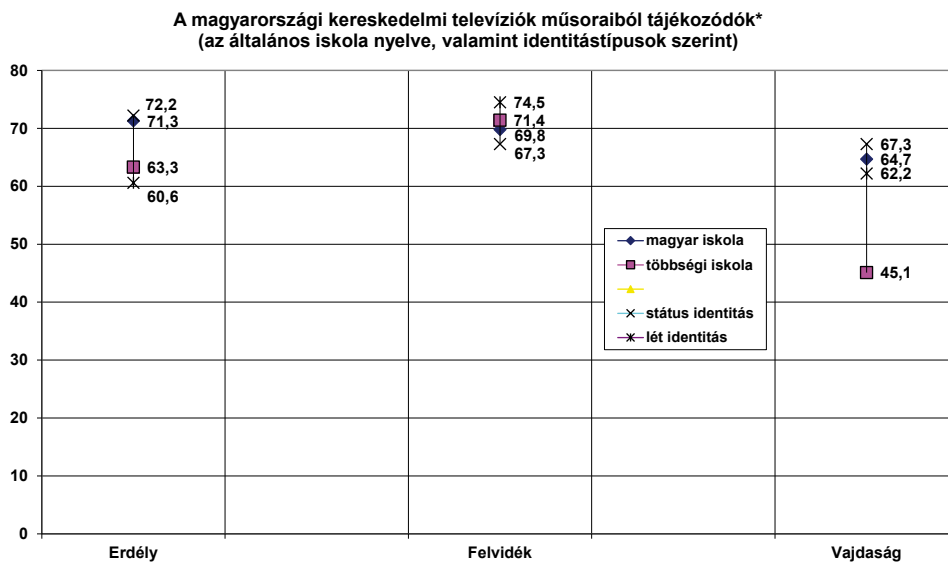 A magyarországi kereskedelmi televíziók műsoraiból tájékozódók*
(az általános iskola nyelve, valamint identitástípusok szerint)
80
70
60
50
40
30
20
10
0
72,2
71,3
63,3
60,6
74,5
71,4
69,8
67,3
67,3
64,7
62,2
45,1
magyar iskola
többségi iskola
státus identitás
lét identitás
Erdély
Felvidék
Vajdaság